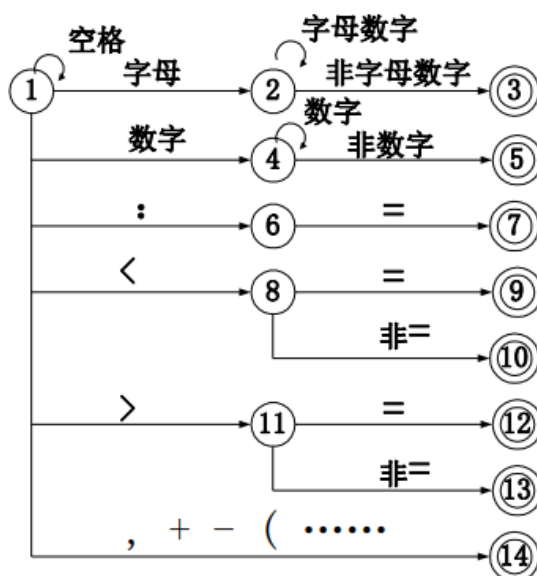 空格 字母数字
1 字母 2 非字母数字 3
数字
数字 4 非数字 5
: 6 = 7
< 8 = 9
非= 10
> 11 = 12
非= 13
, + - ( ······ 14